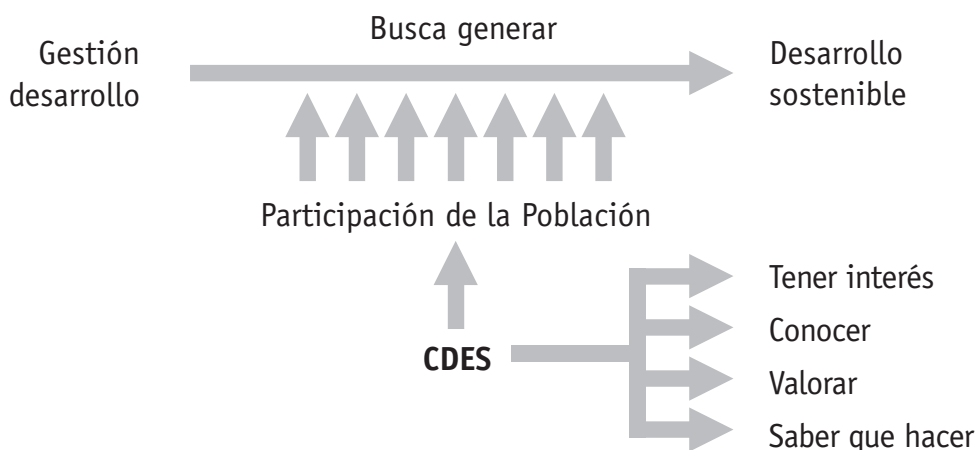 Busca generar
Gestión
desarrollo
Desarrollo
sostenible
Participación de la Población
CDES
Tener interés
Conocer
Valorar
Saber que hacer